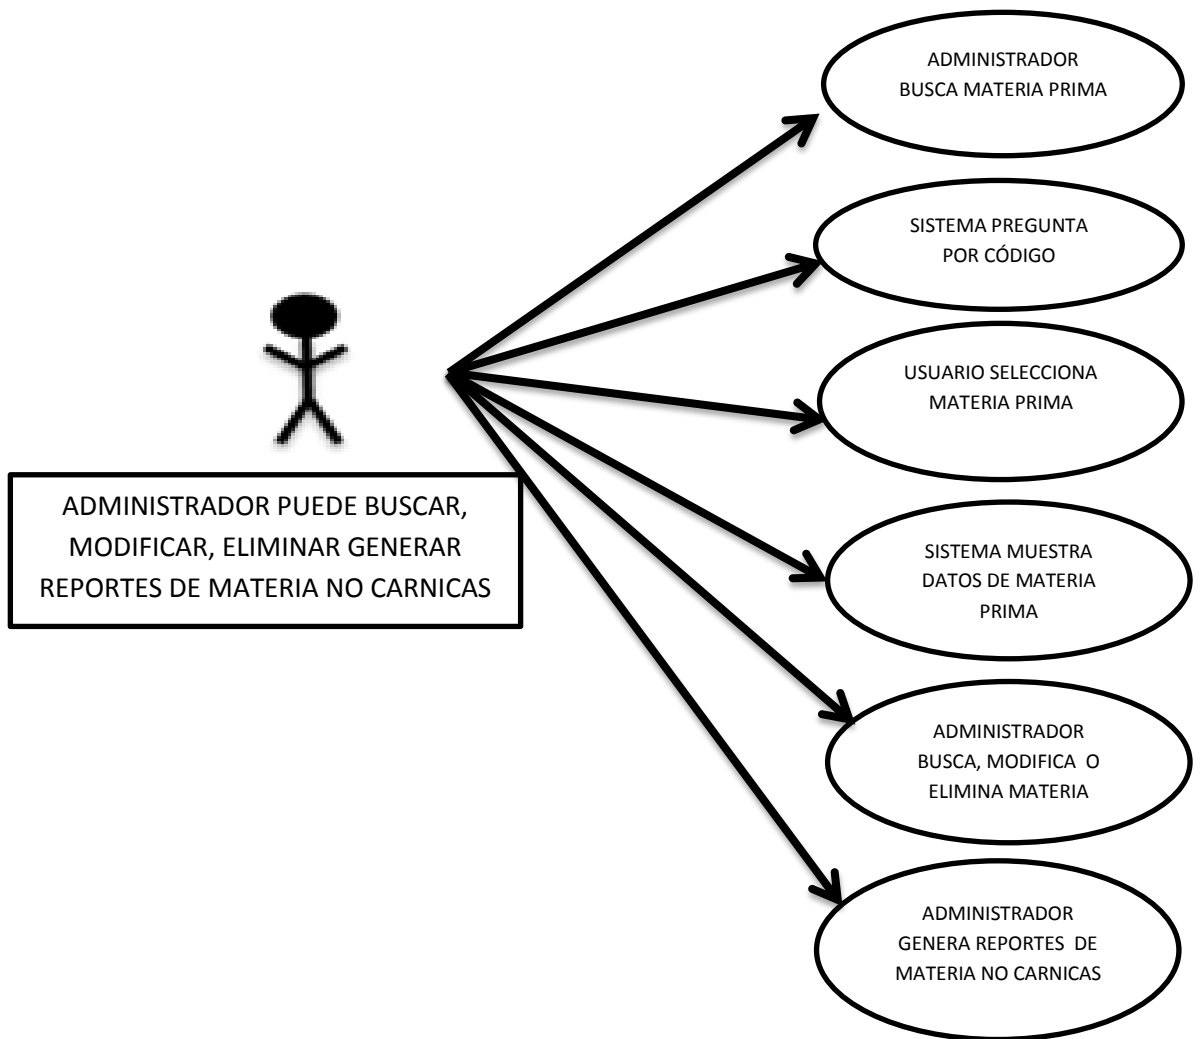 ADMINISTRADOR
BUSCA MATERIA PRIMA
SISTEMA PREGUNTA
POR CÓDIGO
USUARIO SELECCIONA
MATERIA PRIMA
ADMINISTRADOR PUEDE BUSCAR,
MODIFICAR, ELIMINAR GENERAR
REPORTES DE MATERIA NO CARNICAS
SISTEMA MUESTRA
DATOS DE MATERIA
PRIMA
ADMINISTRADOR
BUSCA, MODIFICA O
ELIMINA MATERIA
ADMINISTRADOR
GENERA REPORTES DE
MATERIA NO CARNICAS